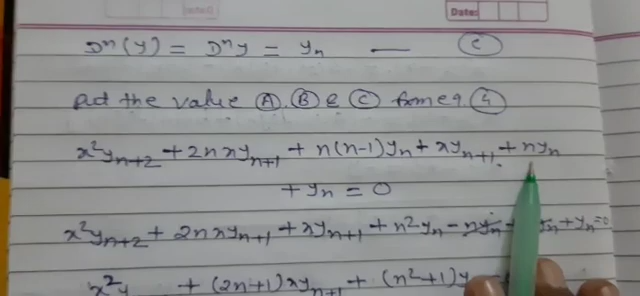 Date:
Dⁿ(y) = Dⁿy = yₙ — (C)
put the value (A), (B) & (C) from eq. (4)
x²yₙ₊₂ + 2nxyₙ₊₁ + n(n-1)yₙ + xyₙ₊₁ + nyₙ
+ yₙ = 0
x²yₙ₊₂ + 2nxyₙ₊₁ + xyₙ₊₁ + n²yₙ - nyₙ + yₙ = 0
+ (2n+1)xyₙ₊₁ + (n²+1)y